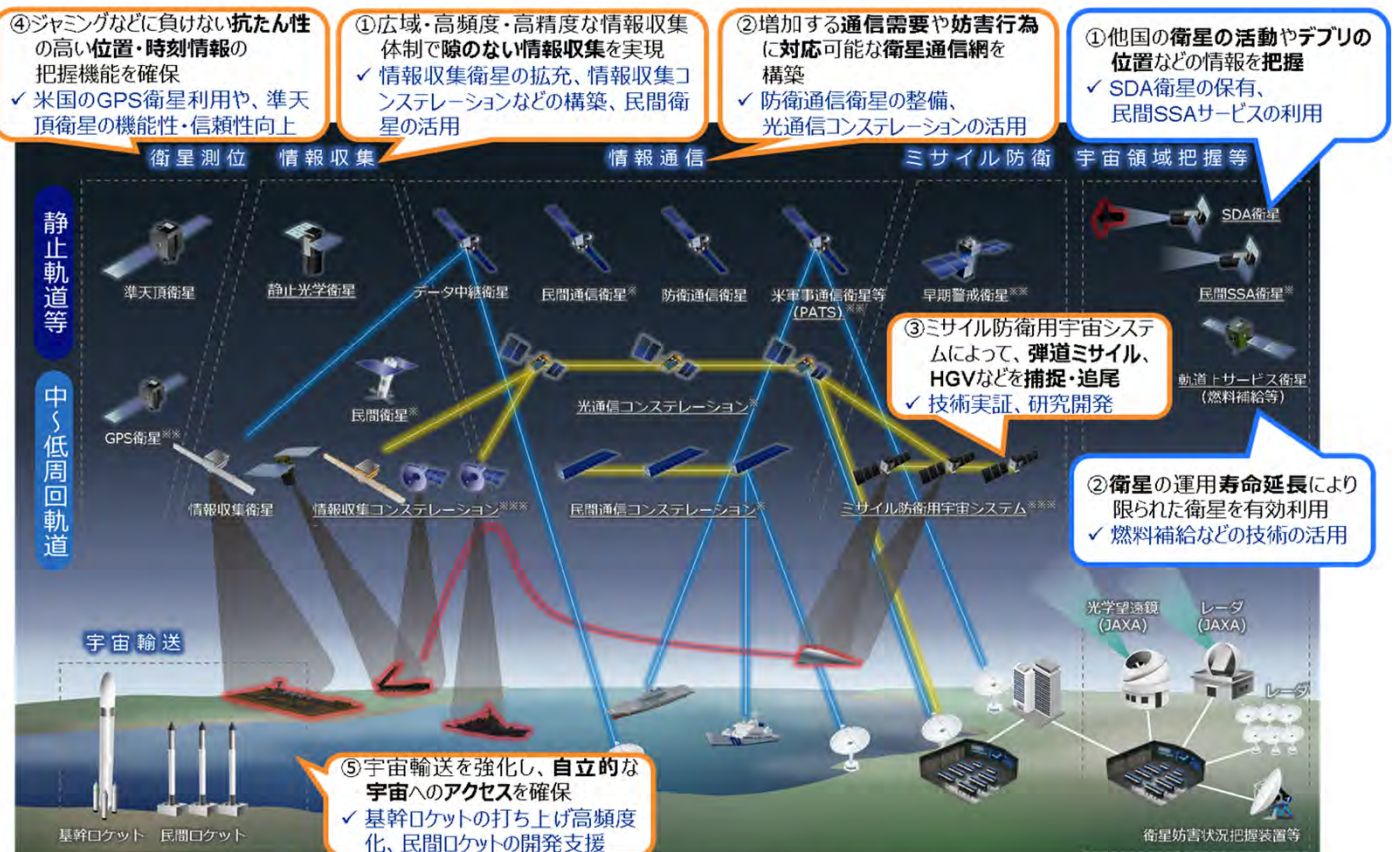 ④ジャミングなどに負けない抗たん性
の高い位置・時刻情報の
把握機能を確保
✓ 米国のGPS衛星利用や、準天
頂衛星の機能性・信頼性向上
①広域・高頻度・高精度な情報収集
体制で隙のない情報収集を実現
✓ 情報収集衛星の拡充、情報収集コ
ンステレーションなどの構築、民間衛
星の活用
②増加する通信需要や妨害行為
に対応可能な衛星通信網を
構築
✓ 防衛通信衛星の整備、
光通信コンステレーションの活用
①他国の衛星の活動やデブリの
位置などの情報を把握
✓ SDA衛星の保有、
民間SSAサービスの利用
衛星測位
情報収集
情報通信
ミサイル防衛
宇宙領域把握等
静止軌道等
準天頂衛星
静止光学衛星
データ中継衛星
民間通信衛星※
防衛通信衛星
米軍事通信衛星等
(PATS)※※
早期警戒衛星※※
SDA衛星
民間SSA衛星※
軌道上サービス衛星
(燃料補給等)
③ミサイル防衛用宇宙システ
ムによって、弾道ミサイル、
HGVなどを捕捉・追尾
✓ 技術実証、研究開発
中～低周回軌道
GPS衛星※※
民間衛星※
光通信コンステレーション※
情報収集衛星
情報収集コンステレーション※※※
民間通信コンステレーション※
ミサイル防衛用宇宙システム※※※
②衛星の運用寿命延長により
限られた衛星を有効利用
✓ 燃料補給などの技術の活用
光学望遠鏡
(JAXA)
レーダ
(JAXA)
レーダ
衛星妨害状況把握装置等
宇宙輸送
基幹ロケット
民間ロケット
⑤宇宙輸送を強化し、自立的な
宇宙へのアクセスを確保
✓ 基幹ロケットの打ち上げ高頻度
化、民間ロケットの開発支援